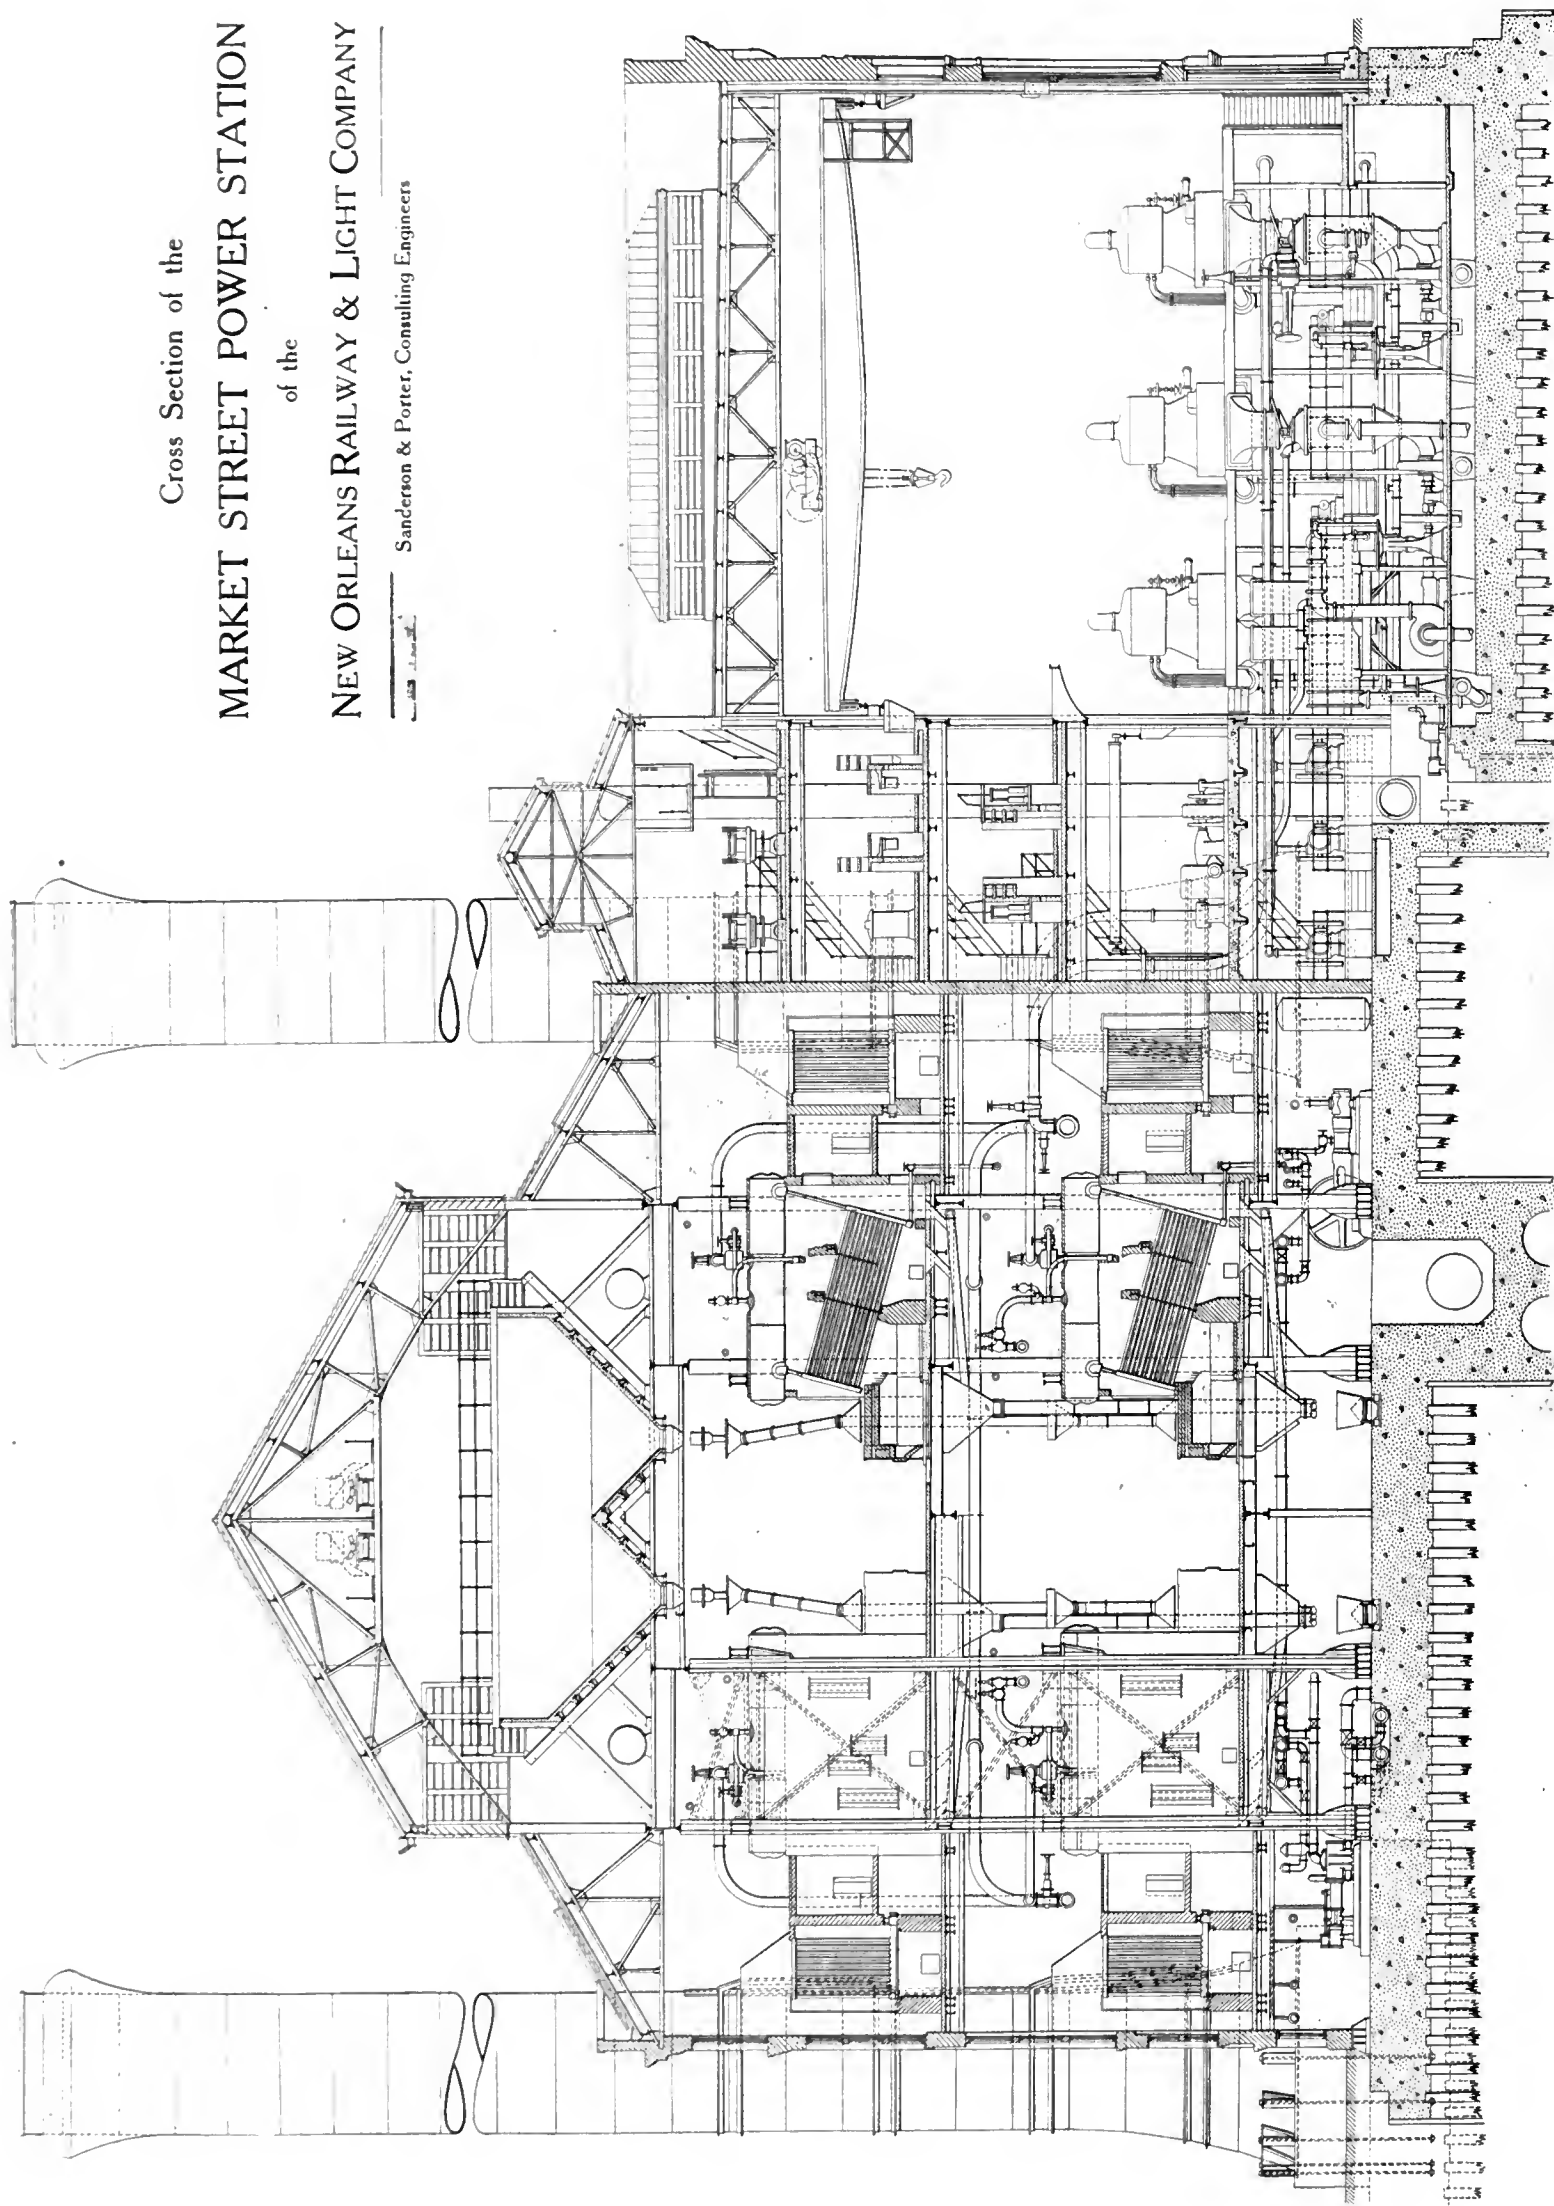 Cross Section of the
MARKET STREET POWER STATION
of the
NEW ORLEANS RAILWAY & LIGHT COMPANY
Sanderson & Porter, Consulting Engineers